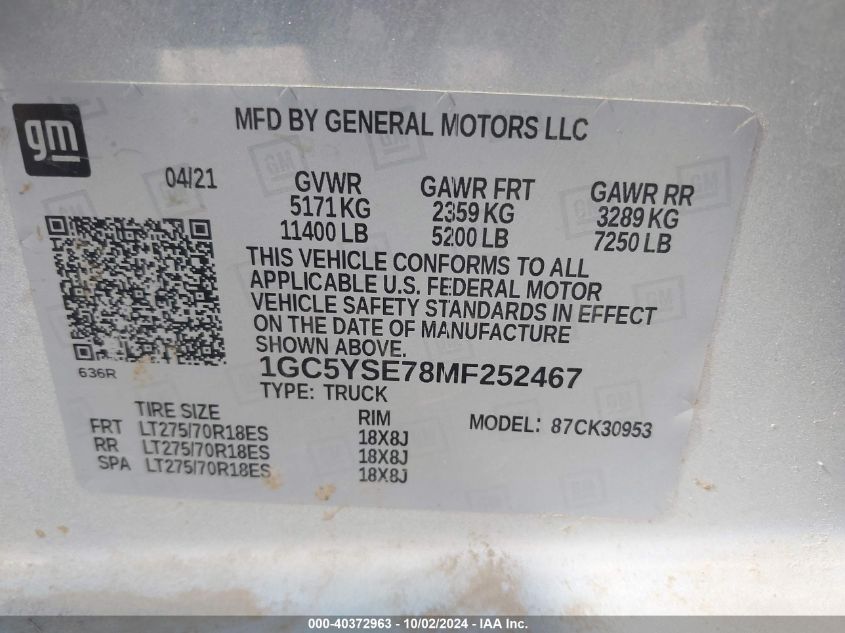 gm
MFD BY GENERAL MOTORS LLC
04/21
GVWR GAWR FRT GAWR RR
5171 KG 2359 KG 3289 KG
11400 LB 5200 LB 7250 LB
THIS VEHICLE CONFORMS TO ALL
APPLICABLE U.S. FEDERAL MOTOR
VEHICLE SAFETY STANDARDS IN EFFECT
ON THE DATE OF MANUFACTURE
SHOWN ABOVE.
636R
1GC5YSE78MF252467
TYPE: TRUCK
TIRE SIZE RIM MODEL: 87CK30953
FRT LT275/70R18ES 18X8J
RR LT275/70R18ES 18X8J
SPA LT275/70R18ES 18X8J
000-40372963 - 10/02/2024 - IAA Inc.